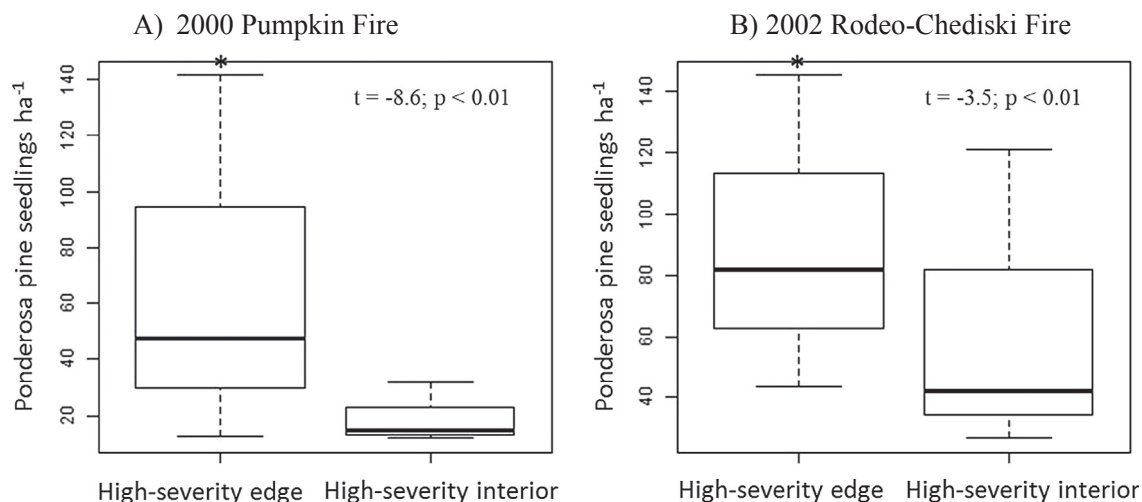 A) 2000 Pumpkin Fire
Ponderosa pine seedlings ha⁻¹
140
120
100
80
60
40
20
*
t = -8.6; p < 0.01
High-severity edge High-severity interior
B) 2002 Rodeo-Chediski Fire
Ponderosa pine seedlings ha⁻¹
140
120
100
80
60
40
*
t = -3.5; p < 0.01
High-severity edge High-severity interior